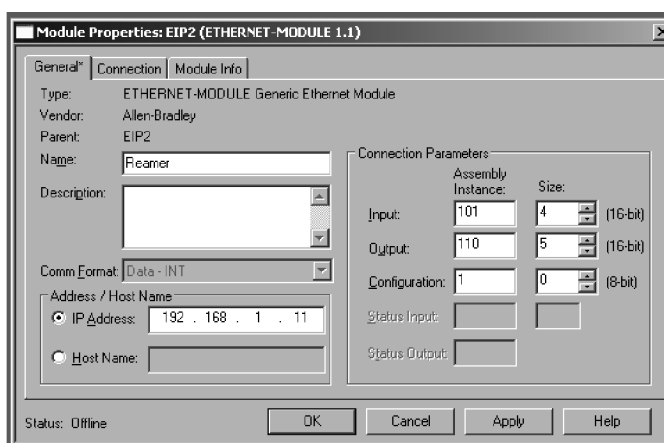 Module Properties: EIP2 (ETHERNET-MODULE 1.1)
General* Connection Module Info
Type: ETHERNET-MODULE Generic Ethernet Module
Vendor: Allen-Bradley
Parent: EIP2
Name: Reamer
Description:
Comm Format: Data - INT
Address / Host Name
IP Address: 192 . 168 . 1 . 11
Host Name:
Connection Parameters
Assembly Instance: Size:
Input: 101 4 (16-bit)
Output: 110 5 (16-bit)
Configuration: 1 0 (8-bit)
Status Input:
Status Output:
Status: Offline OK Cancel Apply Help